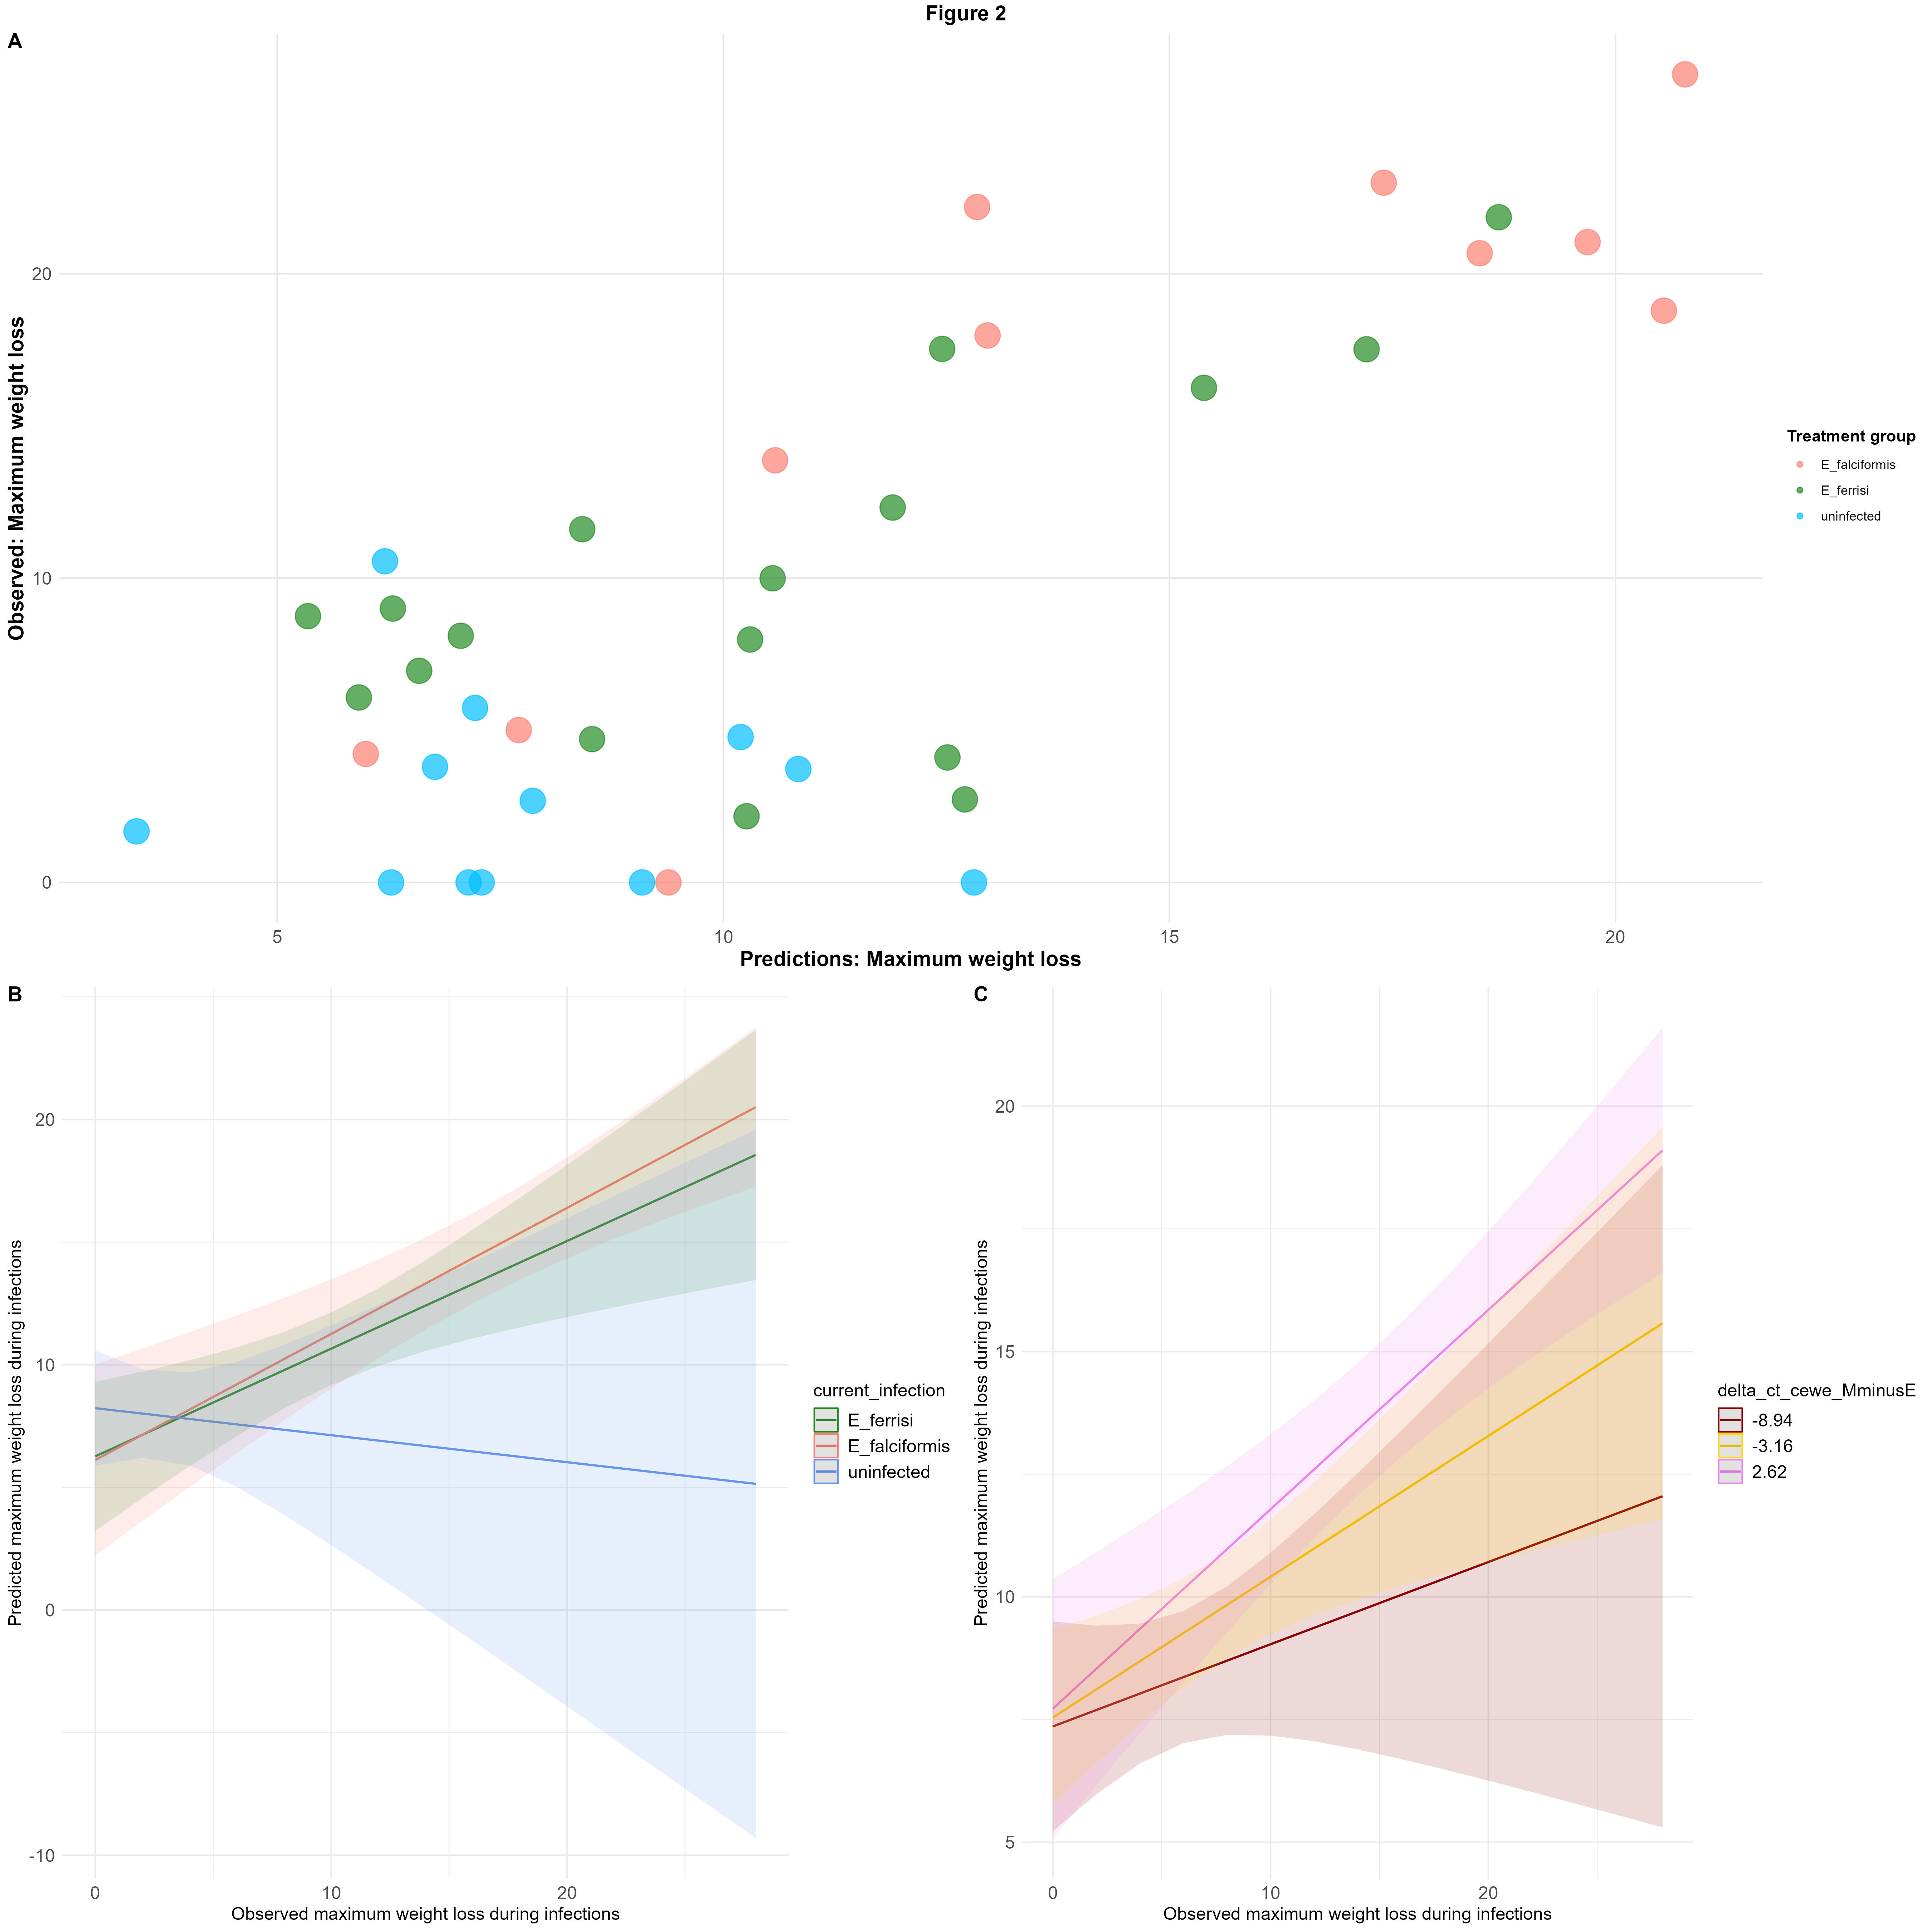 Figure 2
A
Observed: Maximum weight loss
20
10
0
5
10
15
20
Predictions: Maximum weight loss
Treatment group
E_falciformis
E_ferrisi
uninfected
B
Predicted maximum weight loss during infections
20
10
0
-10
0
10
20
Observed maximum weight loss during infections
current_infection
E_ferrisi
E_falciformis
uninfected
C
Predicted maximum weight loss during infections
20
15
10
5
0
10
20
Observed maximum weight loss during infections
delta_ct_cewe_MminusE
-8.94
-3.16
2.62